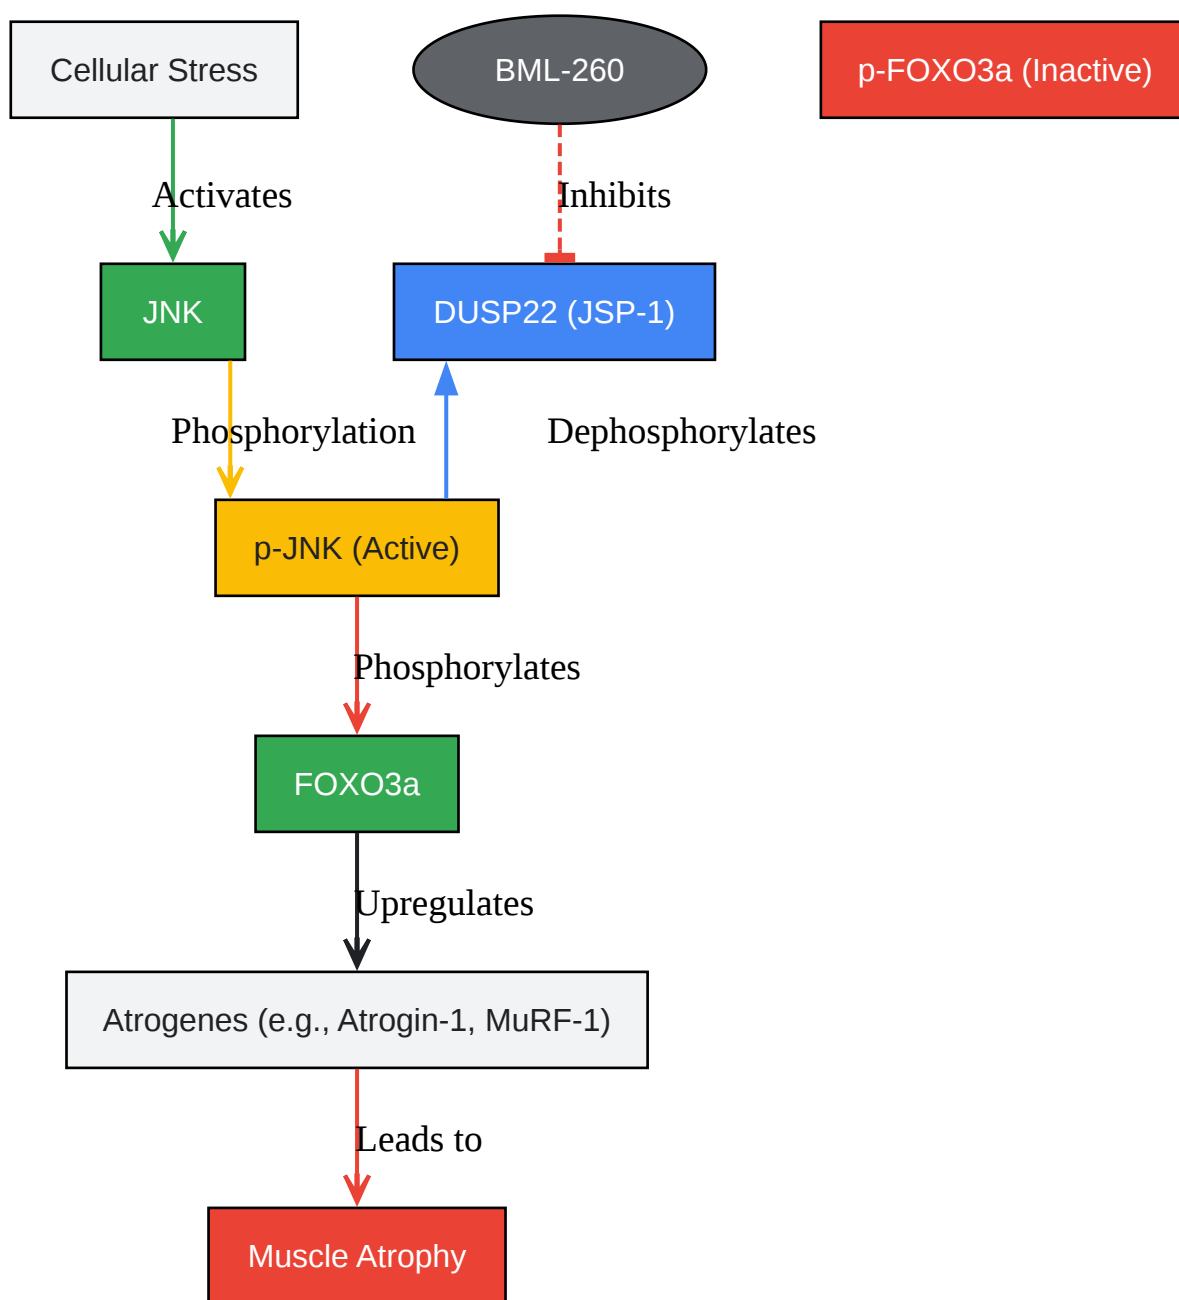 Cellular Stress
BML-260
p-FOXO3a (Inactive)
Activates
Inhibits
JNK
DUSP22 (JSP-1)
Phosphorylation
Dephosphorylates
p-JNK (Active)
Phosphorylates
FOXO3a
Upregulates
Atrogenes (e.g., Atrogin-1, MuRF-1)
Leads to
Muscle Atrophy